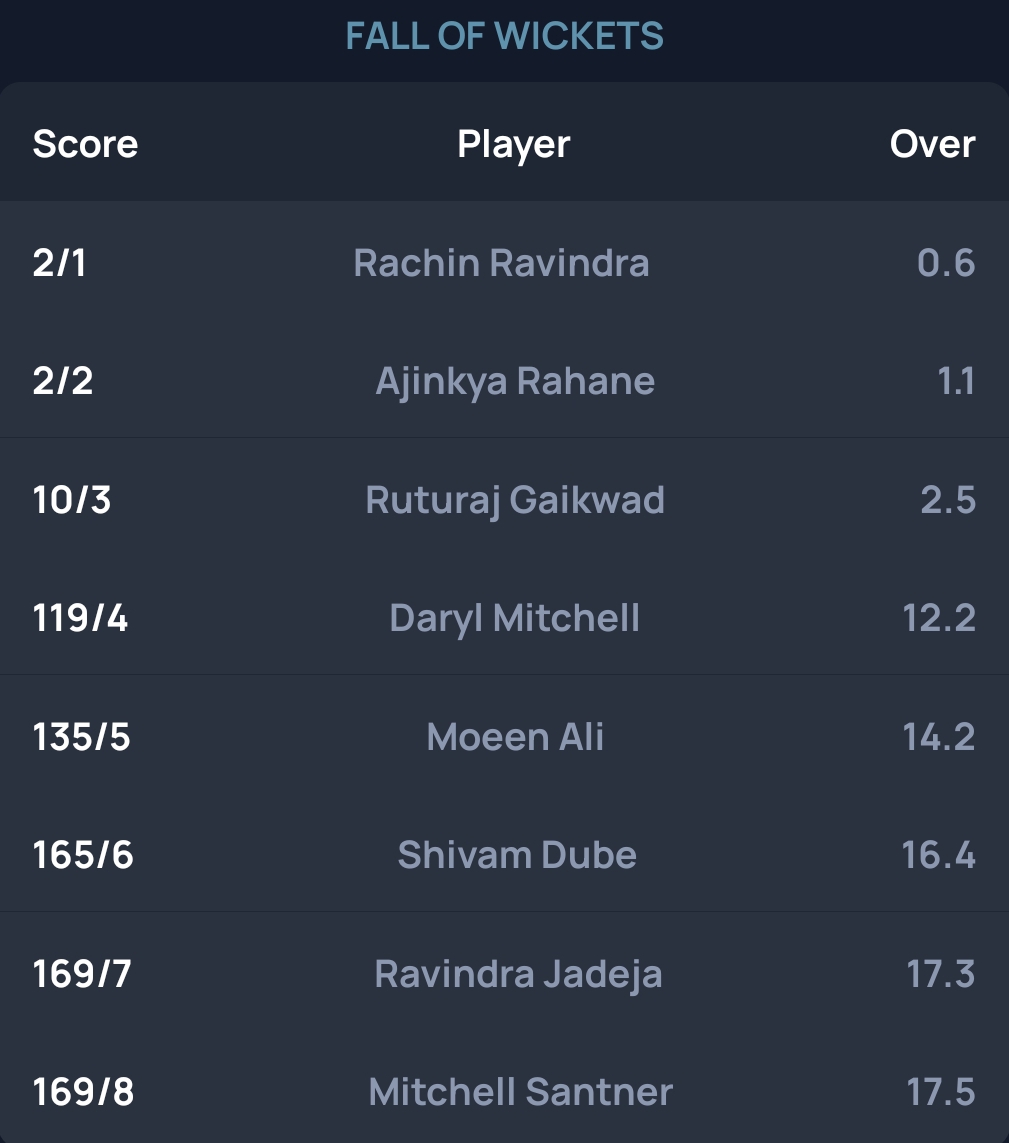 FALL OF WICKETS
Score Player Over
2/1 Rachin Ravindra 0.6
2/2 Ajinkya Rahane 1.1
10/3 Ruturaj Gaikwad 2.5
119/4 Daryl Mitchell 12.2
135/5 Moeen Ali 14.2
165/6 Shivam Dube 16.4
169/7 Ravindra Jadeja 17.3
169/8 Mitchell Santner 17.5